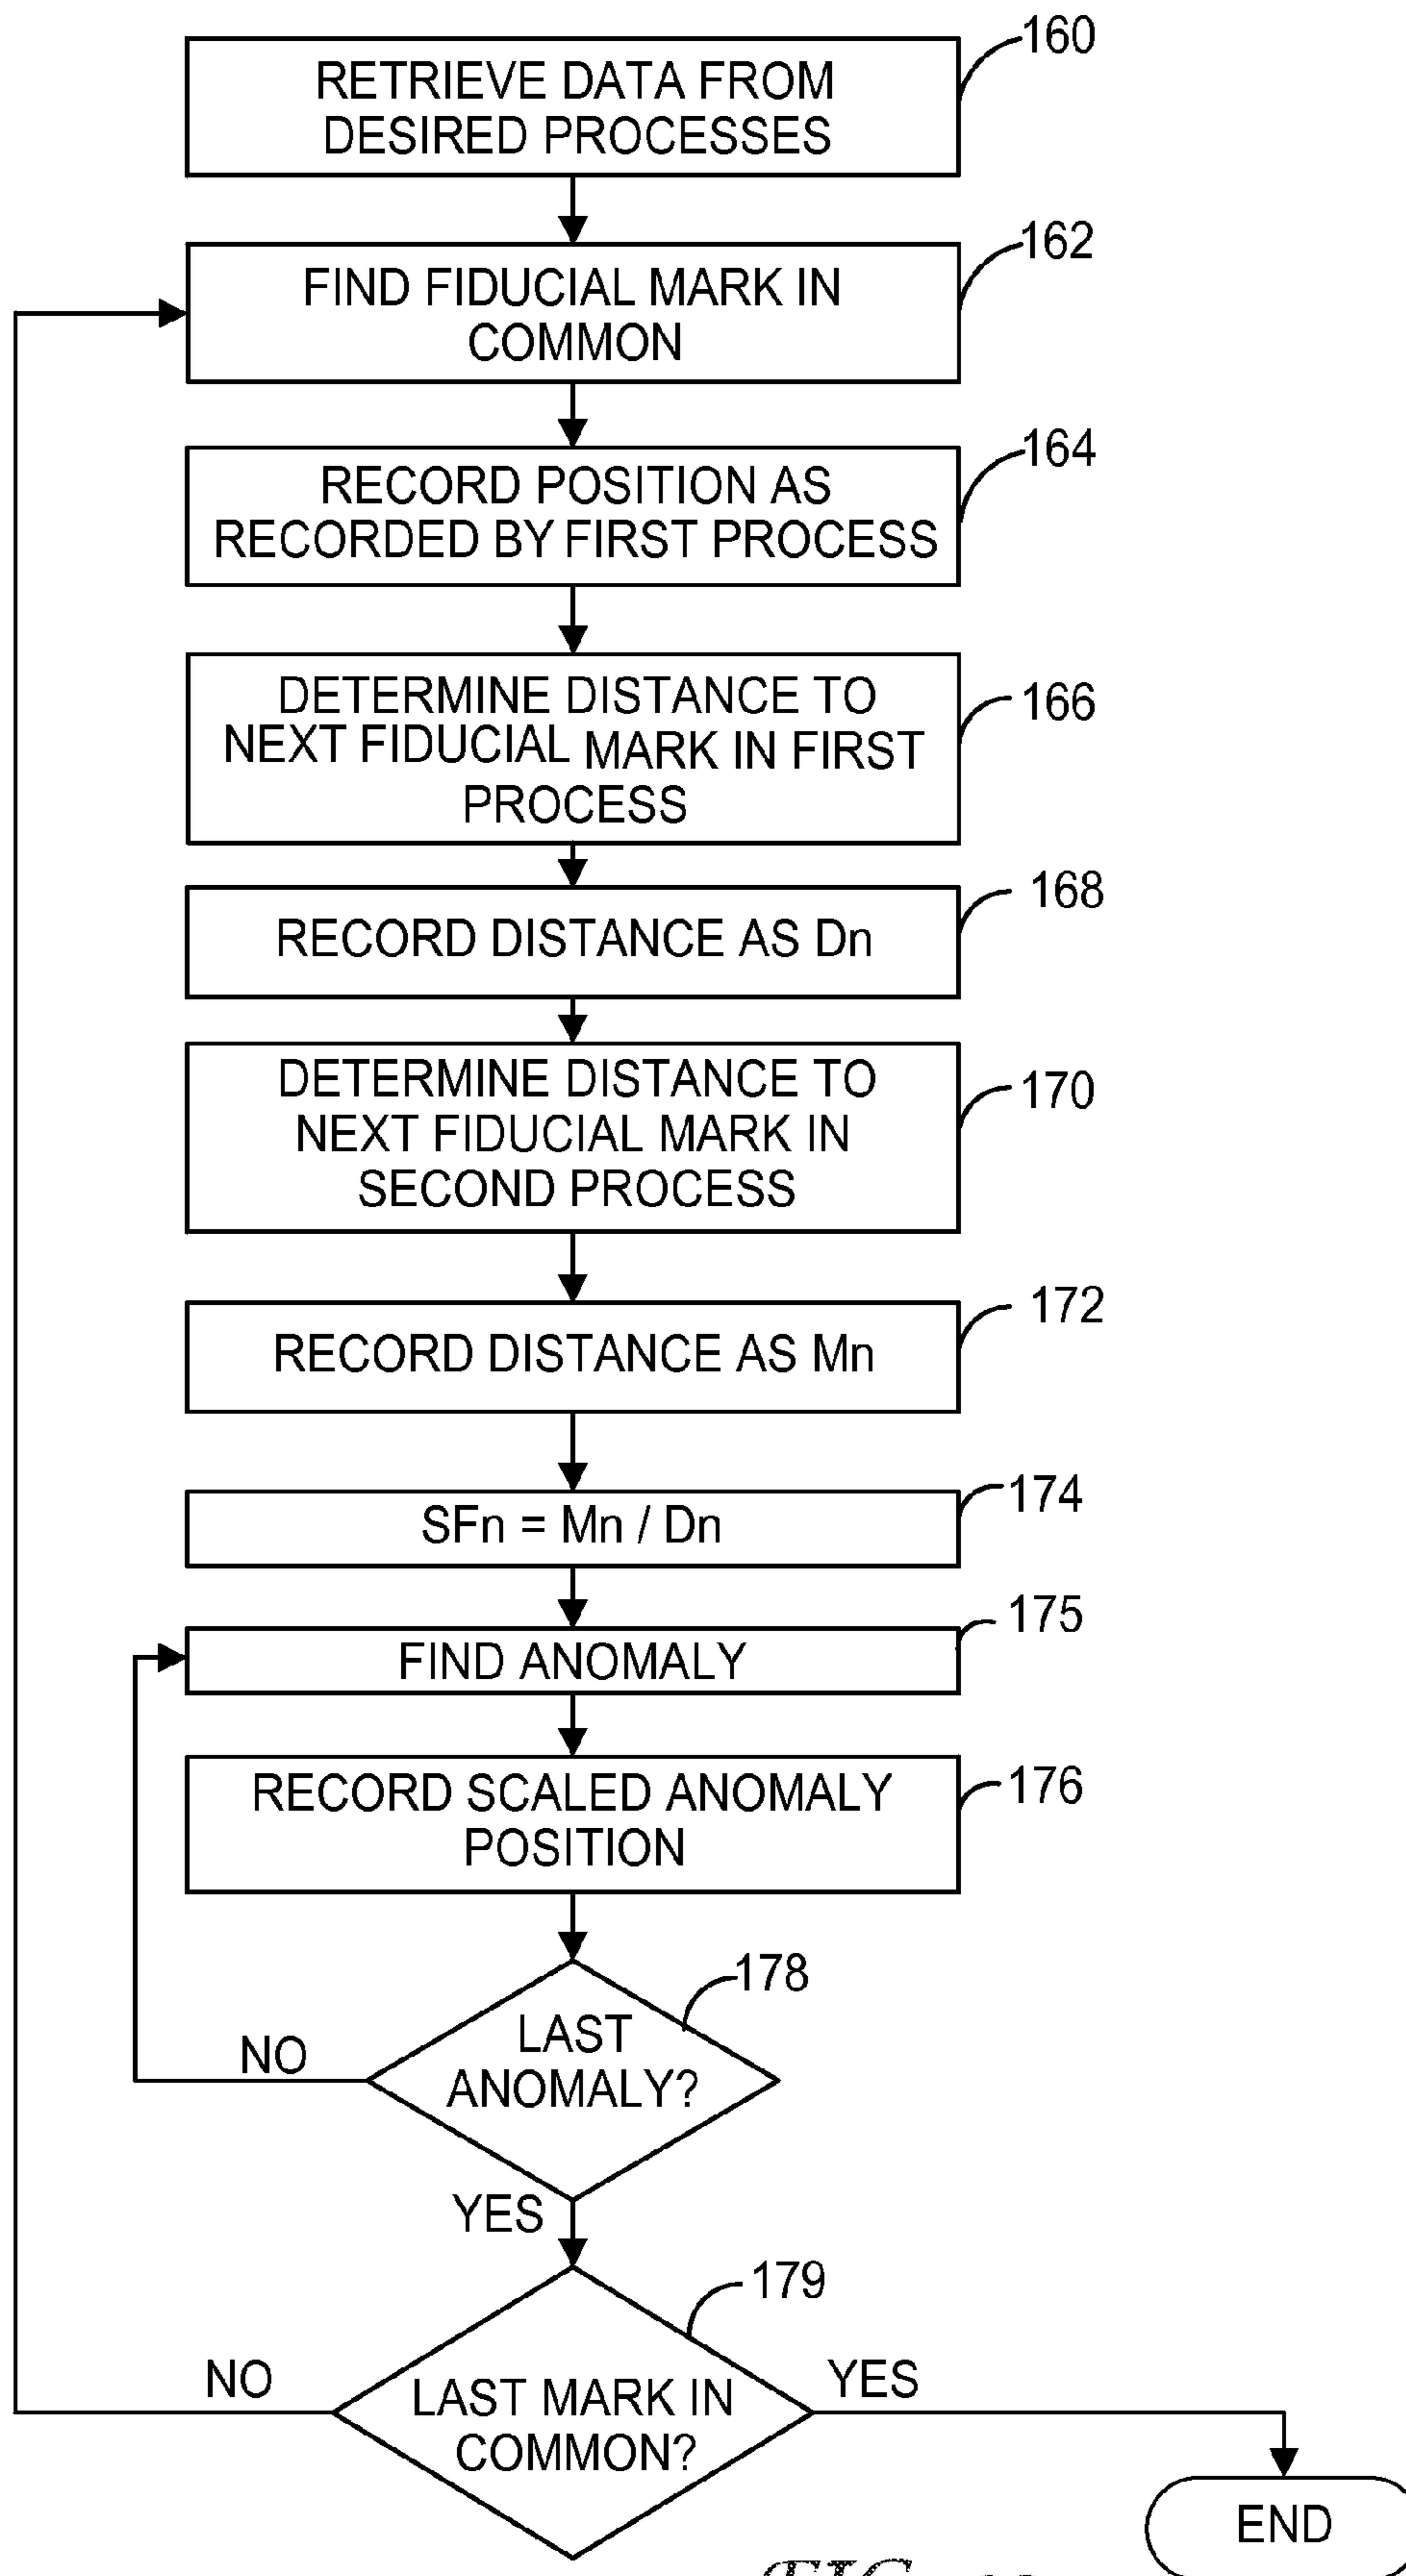 160
RETRIEVE DATA FROM
DESIRED PROCESSES
162
FIND FIDUCIAL MARK IN
COMMON
164
RECORD POSITION AS
RECORDED BY FIRST PROCESS
166
DETERMINE DISTANCE TO
NEXT FIDUCIAL MARK IN FIRST
PROCESS
168
RECORD DISTANCE AS Dn
170
DETERMINE DISTANCE TO
NEXT FIDUCIAL MARK IN
SECOND PROCESS
172
RECORD DISTANCE AS Mn
174
SFn = Mn / Dn
175
FIND ANOMALY
176
RECORD SCALED ANOMALY
POSITION
178
LAST
ANOMALY?
NO
YES
179
LAST MARK IN
COMMON?
NO
YES
END